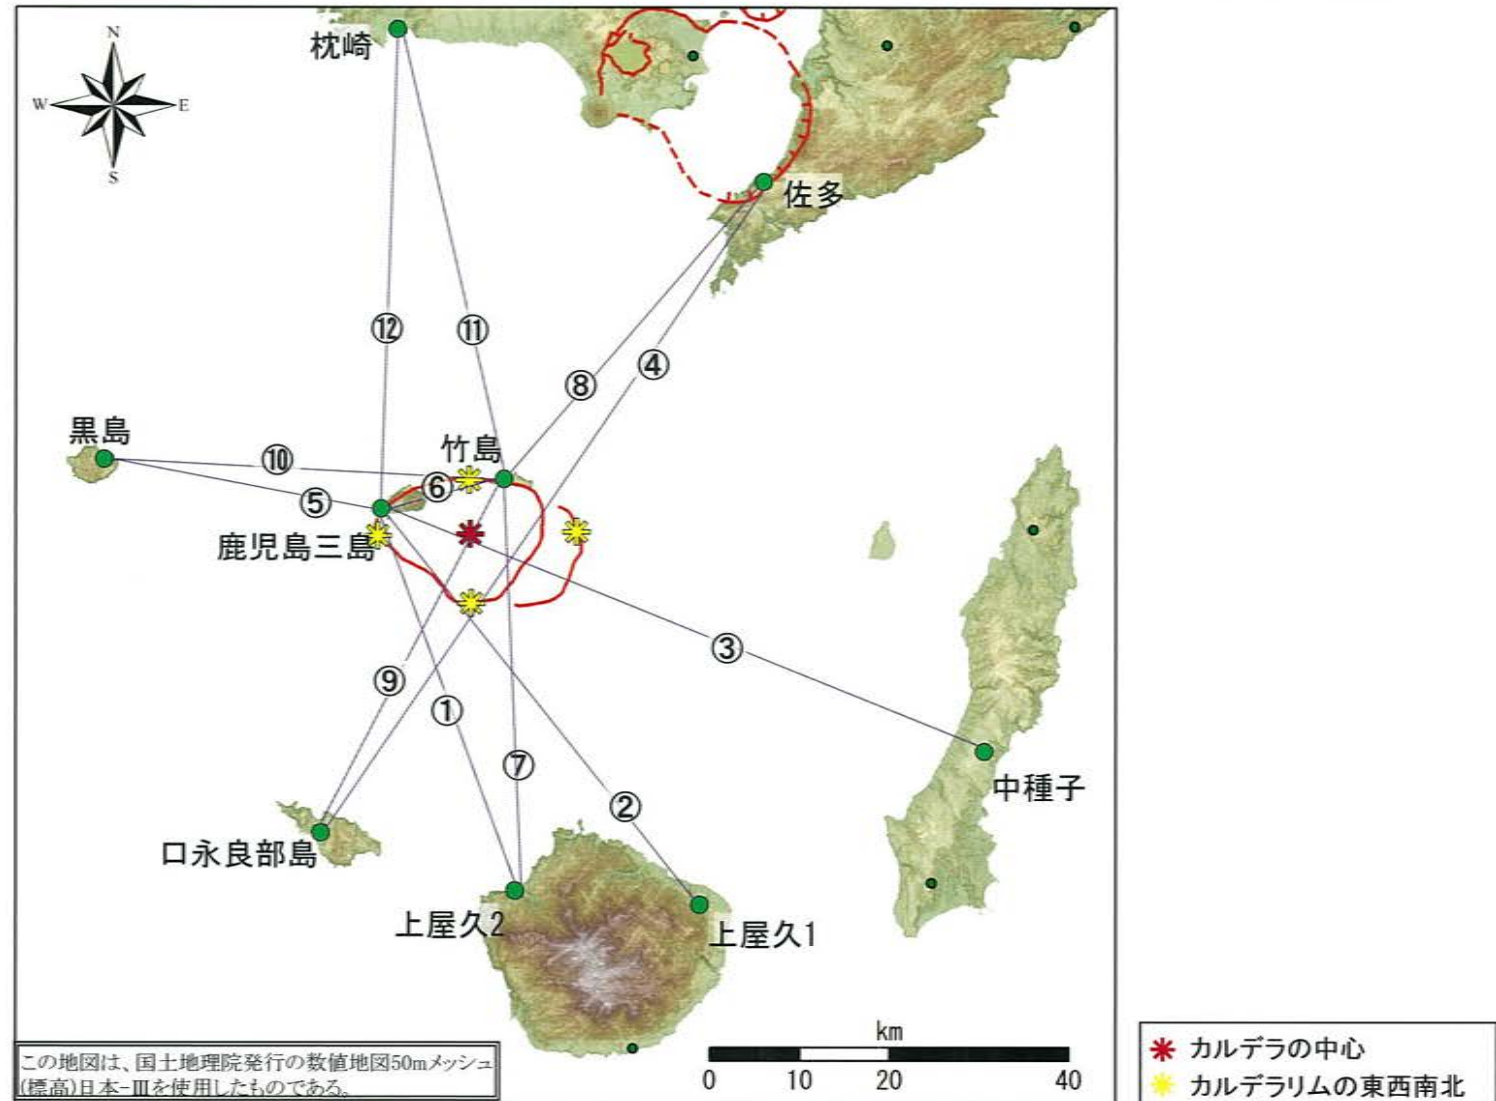 N
W E
S
枕崎
佐多
⑫
⑪
⑧
④
黒島
竹島
⑩
⑥
⑤
鹿児島三島
③
⑨
①
⑦
②
中種子
口永良部島
上屋久2
上屋久1
km
0 10 20 40
この地図は、国土地理院発行の数値地図50mメッシュ
(標高)日本-Ⅲを使用したものである。
カルデラの中心
カルデラリムの東西南北